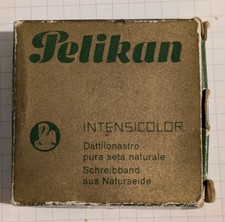 Pelikan
INTENSICOLOR
Dattilonastro
pura seta naturale
Schreibband
aus Naturseide